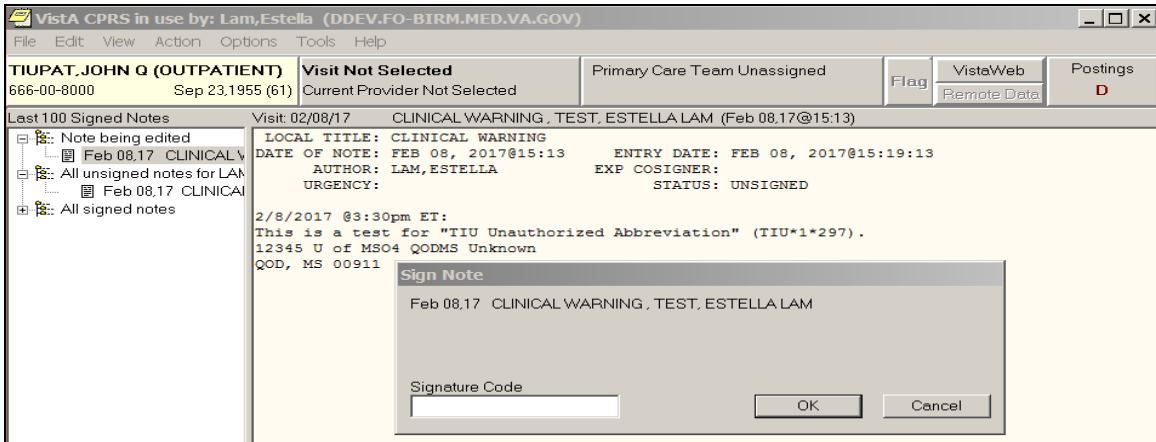 VistA CPRS in use by: Lam,Estella (DDEV.FO-BIRM.MED.VA.GOV)
File Edit View Action Options Tools Help
TIUPAT,JOHN Q (OUTPATIENT)
666-00-8000 Sep 23,1955 (61)
Visit Not Selected
Current Provider Not Selected
Primary Care Team Unassigned
Flag
VistaWeb
Remote Data
Postings
D
Last 100 Signed Notes
Visit: 02/08/17 CLINICAL WARNING , TEST, ESTELLA LAM (Feb 08,17@15:13)
Note being edited
Feb 08,17 CLINICAL
All unsigned notes for LAM
Feb 08,17 CLINICAL
All signed notes
LOCAL TITLE: CLINICAL WARNING
DATE OF NOTE: FEB 08, 2017@15:13 ENTRY DATE: FEB 08, 2017@15:19:13
AUTHOR: LAM,ESTELLA EXP COSIGNER:
URGENCY: STATUS: UNSIGNED
2/8/2017 @3:30pm ET:
This is a test for "TIU Unauthorized Abbreviation" (TIU*1*297).
12345 U of MSO4 QODMS Unknown
QOD, MS 00911
Sign Note
Feb 08,17 CLINICAL WARNING , TEST, ESTELLA LAM
Signature Code
OK
Cancel